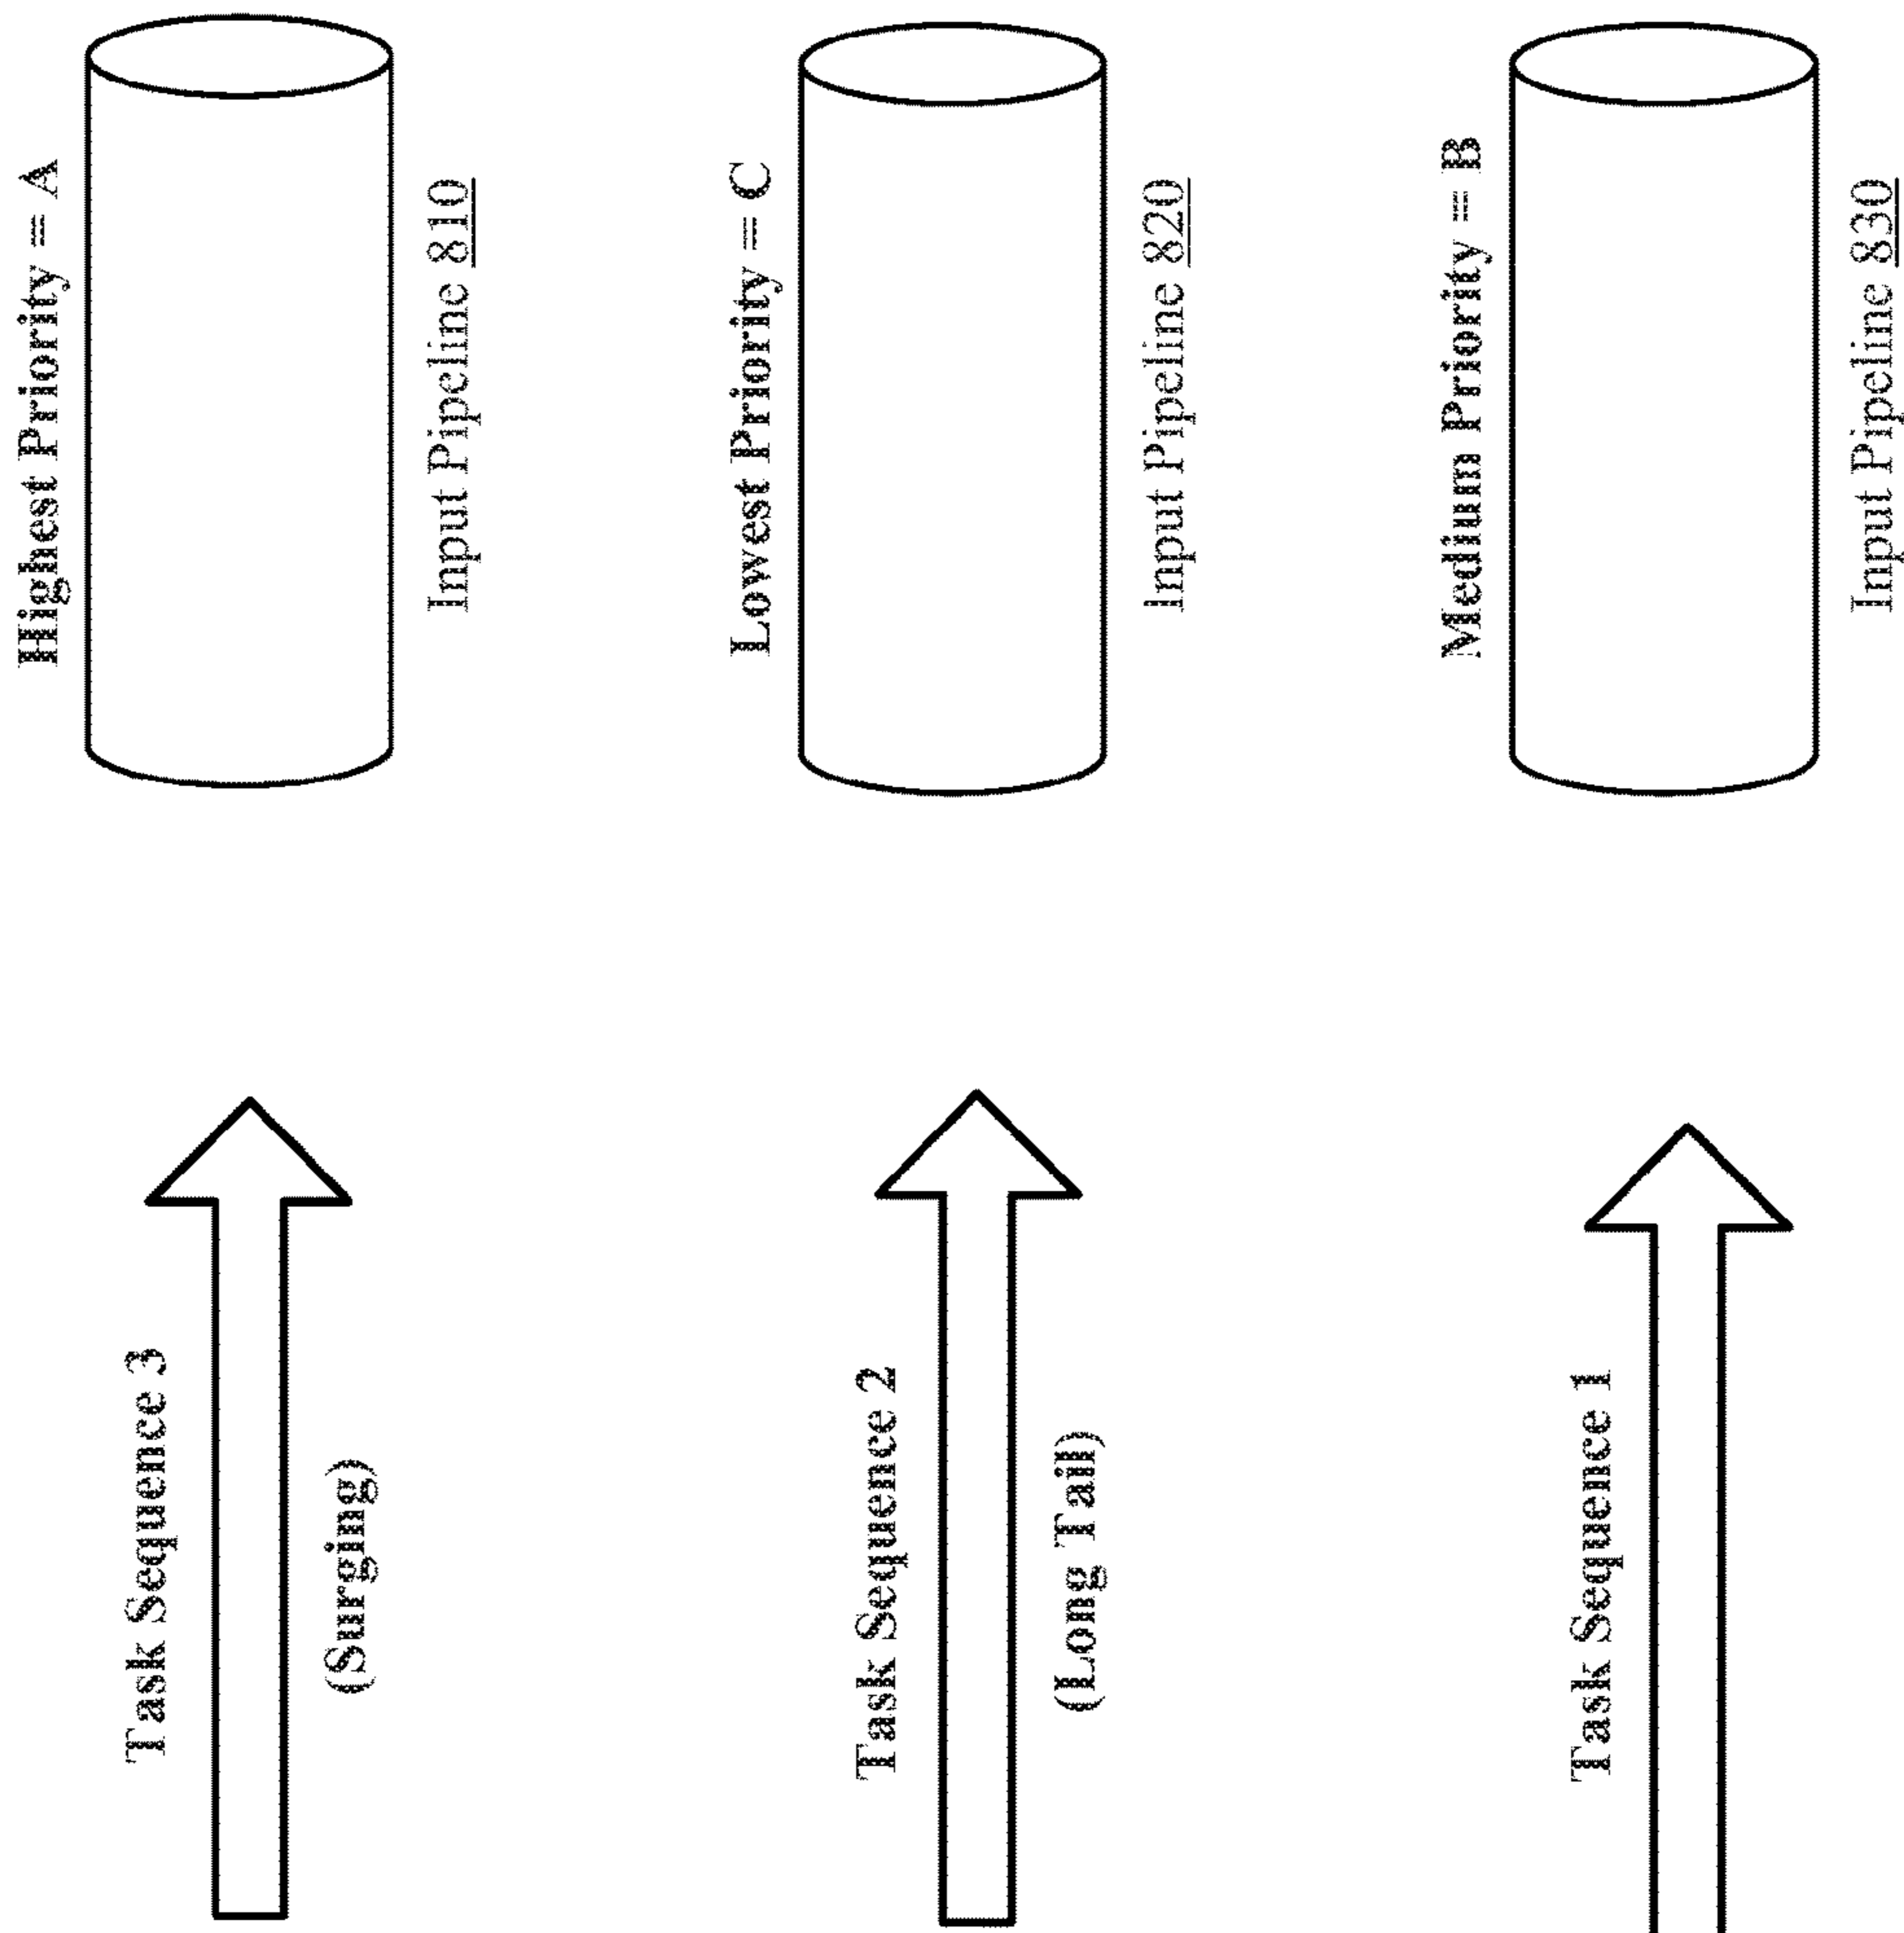 Task Sequence 3
(Surging)
Highest Priority = A
Input Pipeline 810
Task Sequence 2
(Long Tail)
Lowest Priority = C
Input Pipeline 820
Task Sequence 1
Medium Priority = B
Input Pipeline 830